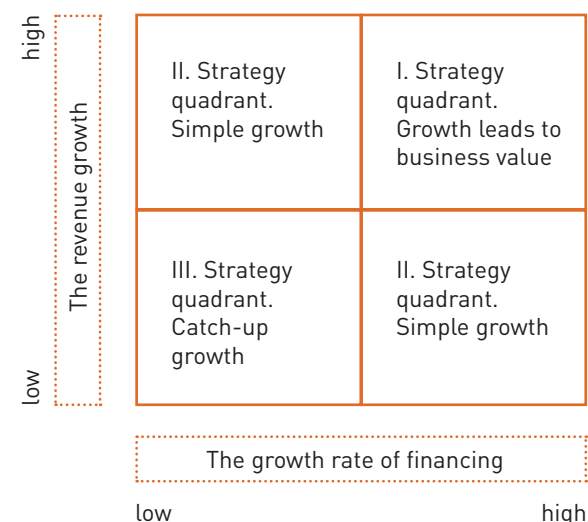 high
The revenue growth
low
II. Strategy
quadrant.
Simple growth
I. Strategy
quadrant.
Growth leads to
business value
III. Strategy
quadrant.
Catch-up
growth
II. Strategy
quadrant.
Simple growth
The growth rate of financing
low
high